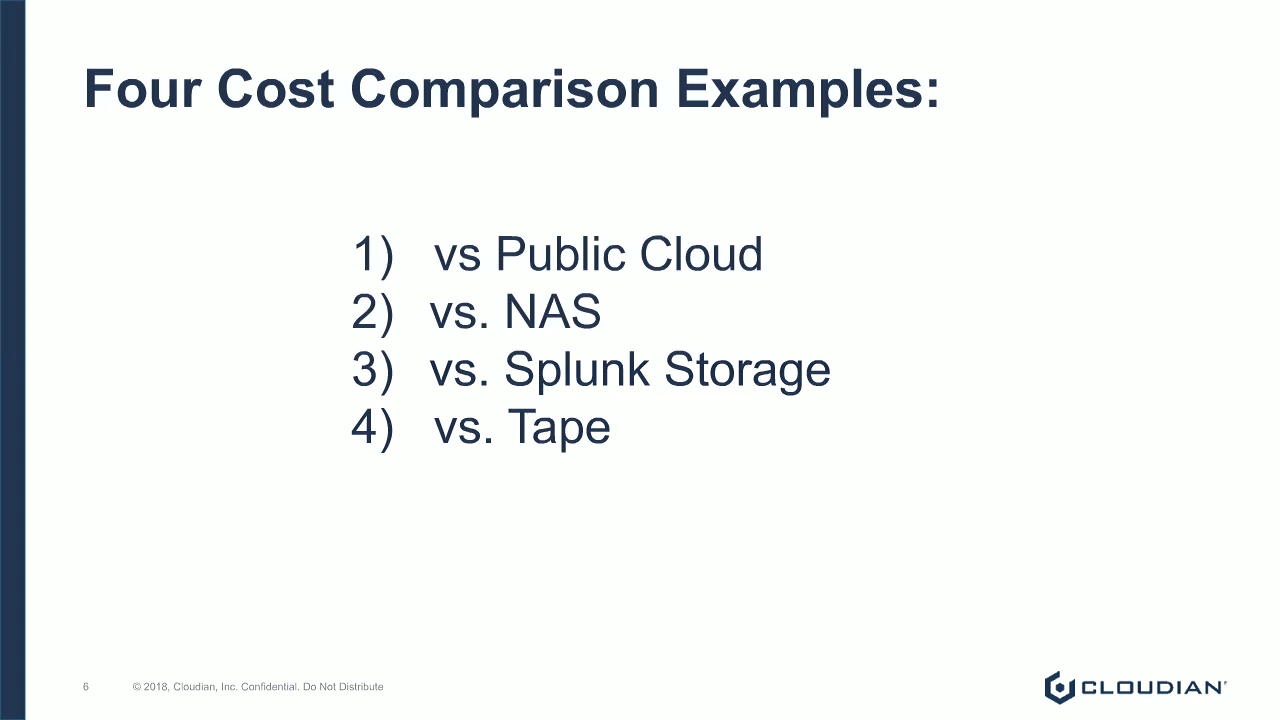 Four Cost Comparison Examples:
1) vs Public Cloud
2) vs. NAS
3) vs. Splunk Storage
4) vs. Tape
6 © 2018, Cloudian, Inc. Confidential. Do Not Distribute
CLOUDIAN